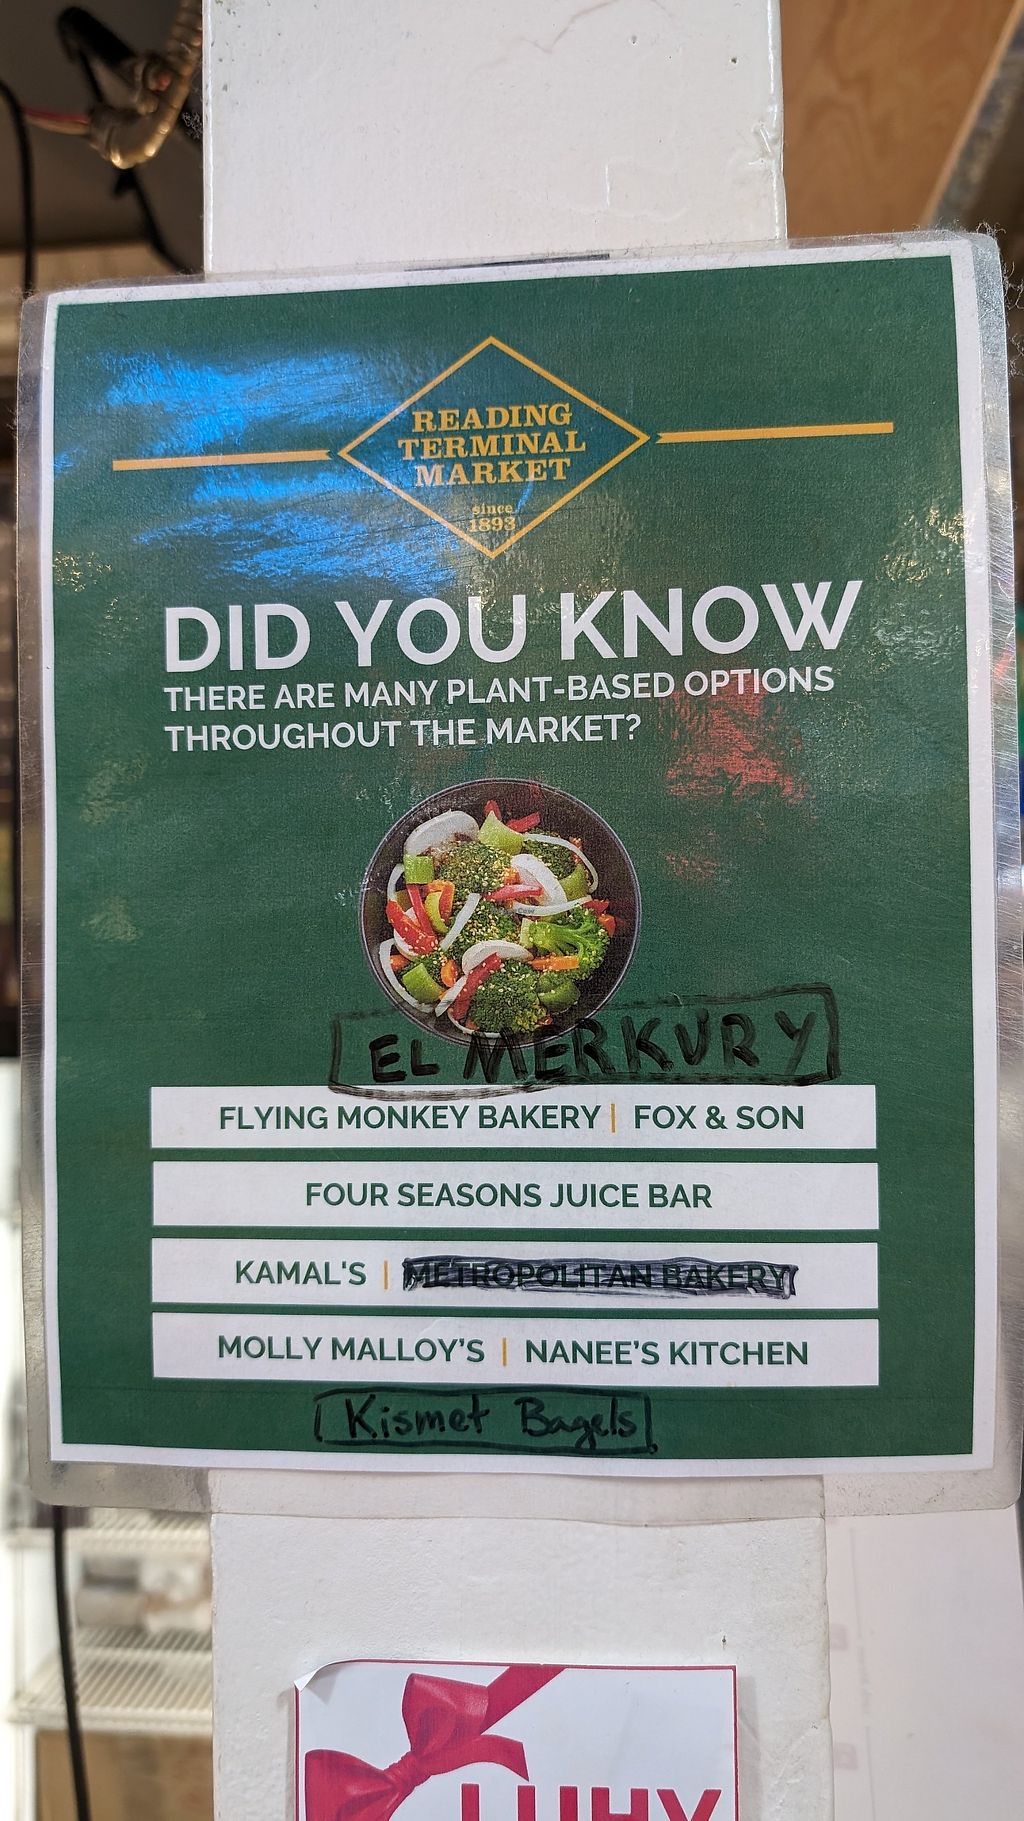 READING
TERMINAL
MARKET
since
1893
DID YOU KNOW
THERE ARE MANY PLANT-BASED OPTIONS
THROUGHOUT THE MARKET?
EL MERKURY
FLYING MONKEY BAKERY | FOX & SON
FOUR SEASONS JUICE BAR
KAMAL'S | METROPOLITAN BAKERY
MOLLY MALLOY'S | NANEE'S KITCHEN
Kismet Bagels